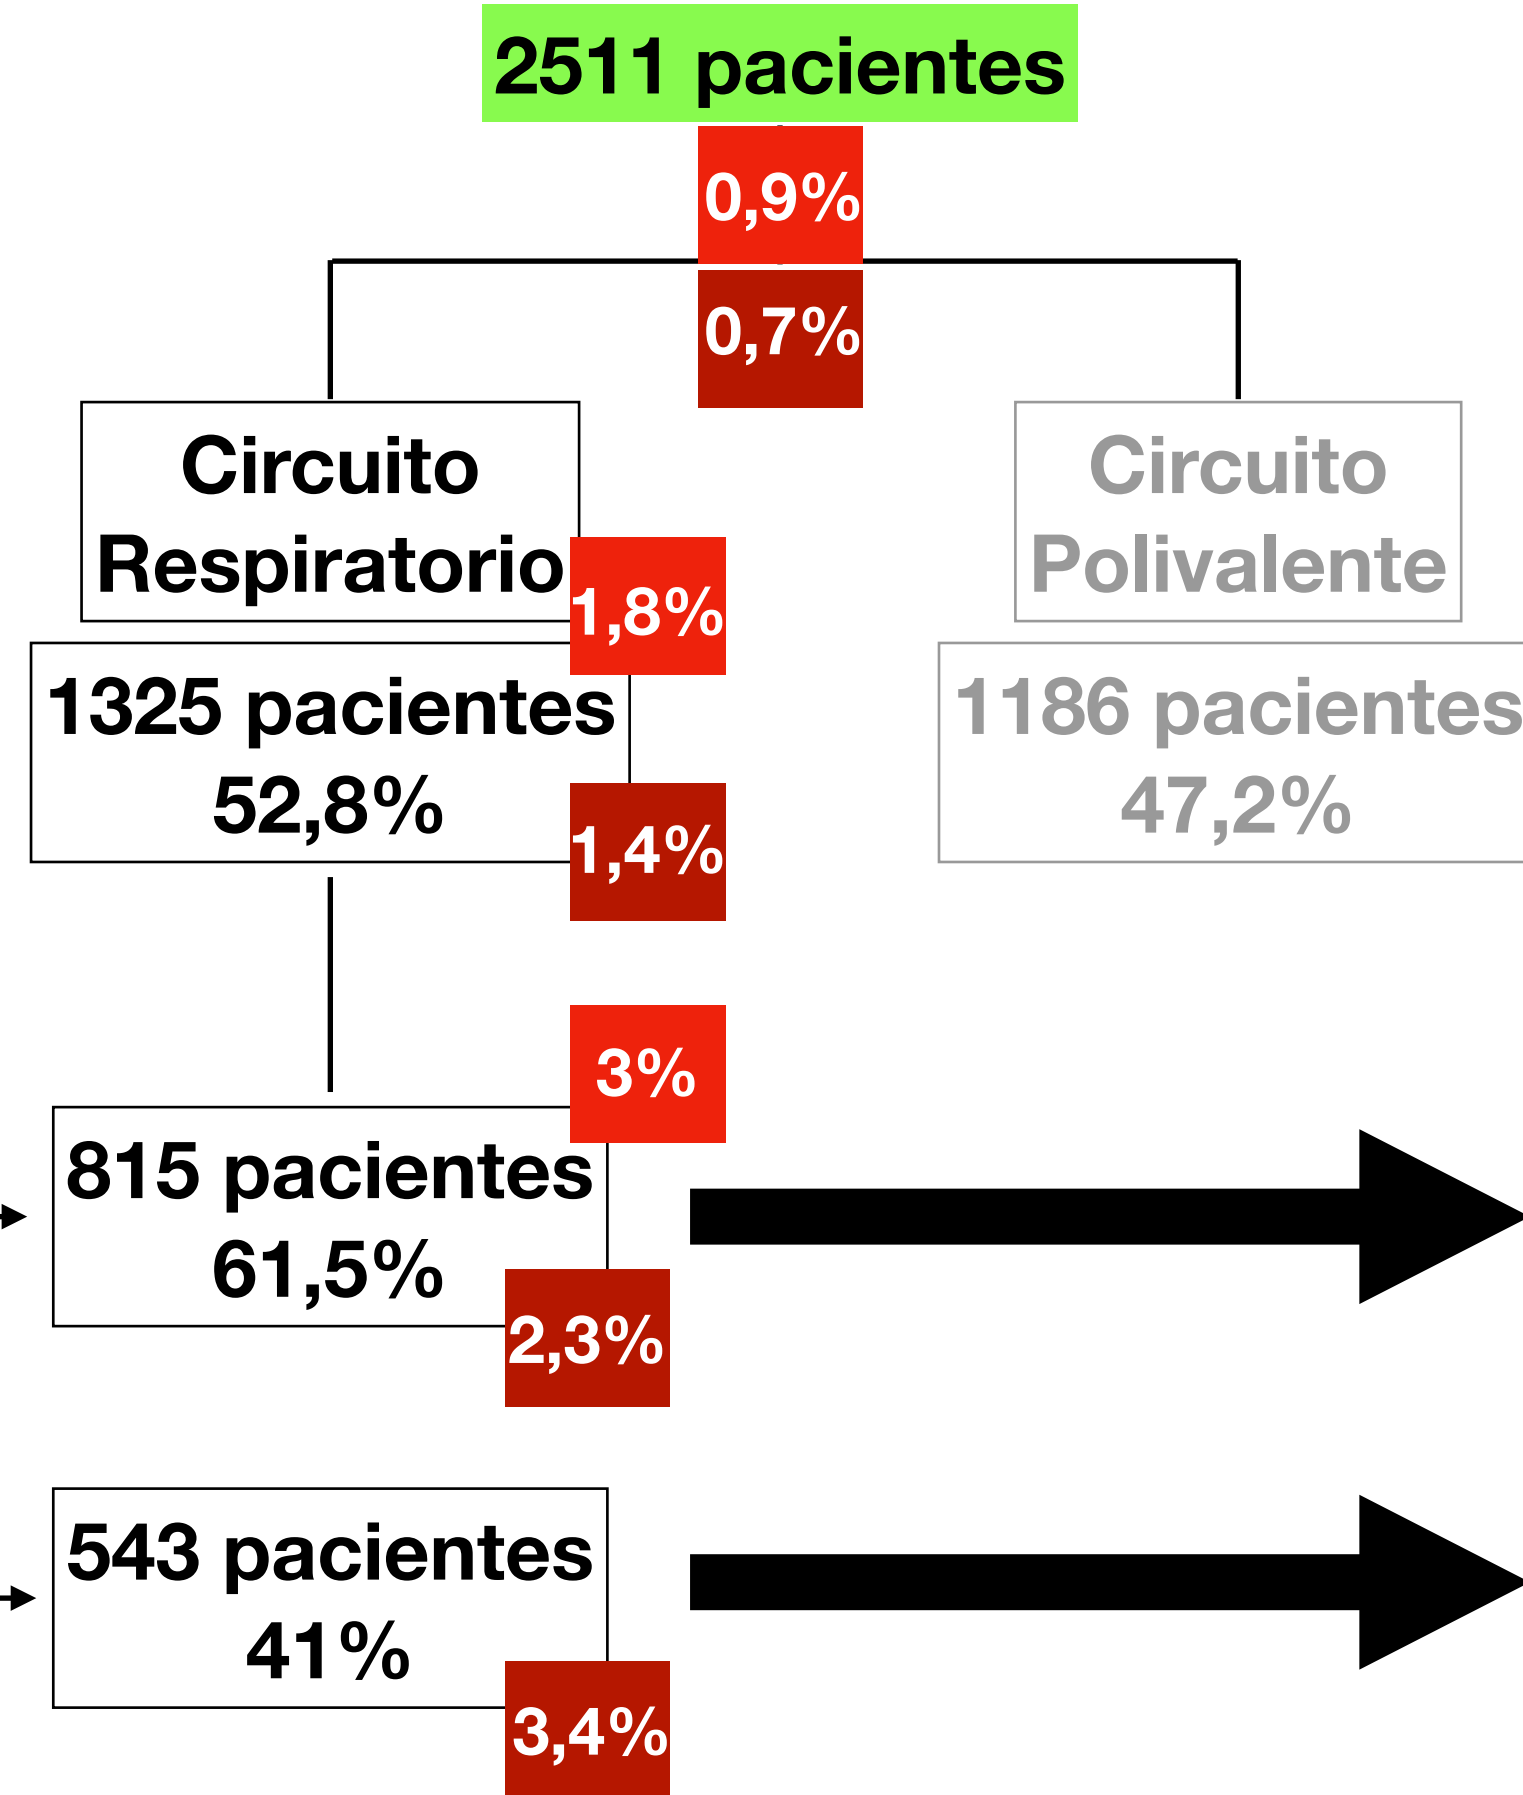 2511 pacientes
0,9%
0,7%
Circuito
Respiratorio
Circuito
Polivalente
1,8%
1325 pacientes
52,8%
1186 pacientes
47,2%
1,4%
3%
815 pacientes
61,5%
2,3%
543 pacientes
41%
3,4%